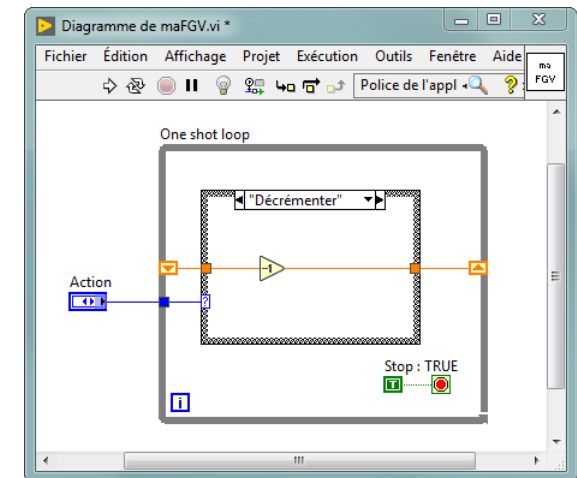 Diagramme de maFGV.vi *
Fichier Édition Affichage Projet Exécution Outils Fenêtre Aide
ma
FGV
Police de l'appl
?
One shot loop
"Décrémenter"
-1
Action
?
Stop : TRUE
T
i